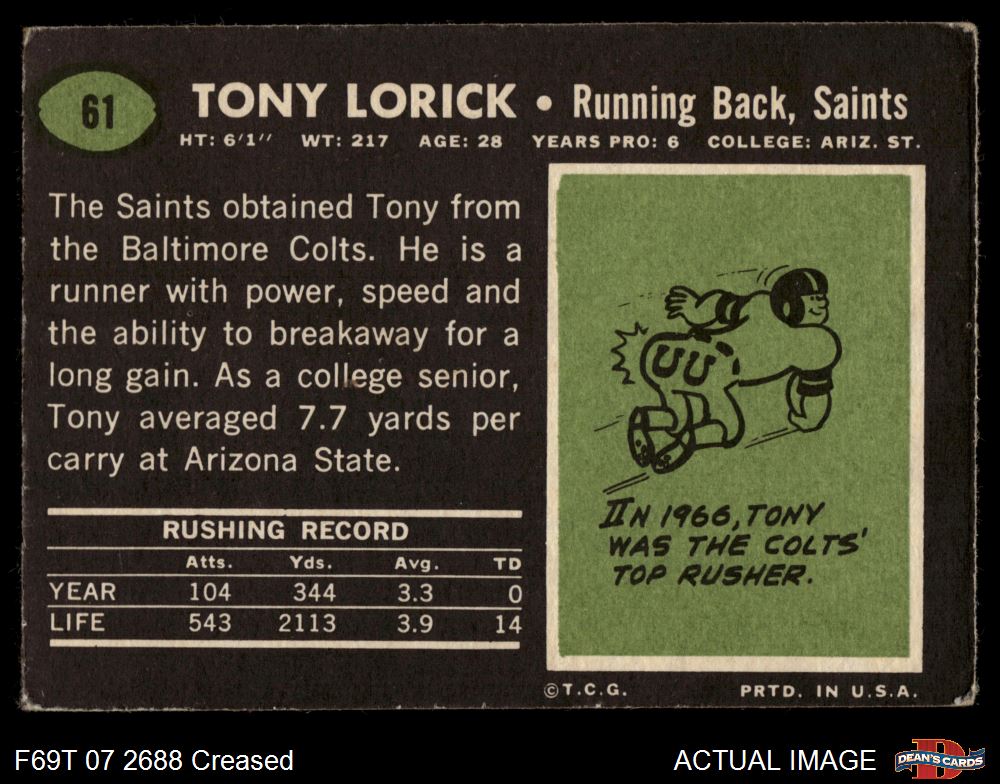 61
TONY LORICK • Running Back, Saints
HT: 6'1" WT: 217 AGE: 28 YEARS PRO: 6 COLLEGE: ARIZ. ST.
The Saints obtained Tony from
the Baltimore Colts. He is a
runner with power, speed and
the ability to breakaway for a
long gain. As a college senior,
Tony averaged 7.7 yards per
carry at Arizona State.
RUSHING RECORD
Atts. Yds. Avg. TD
YEAR 104 344 3.3 0
LIFE 543 2113 3.9 14
IN 1966, TONY
WAS THE COLTS'
TOP RUSHER.
©T.C.G. PRTD. IN U.S.A.
F69T 07 2688 Creased
ACTUAL IMAGE
D
DEAN'S CARDS